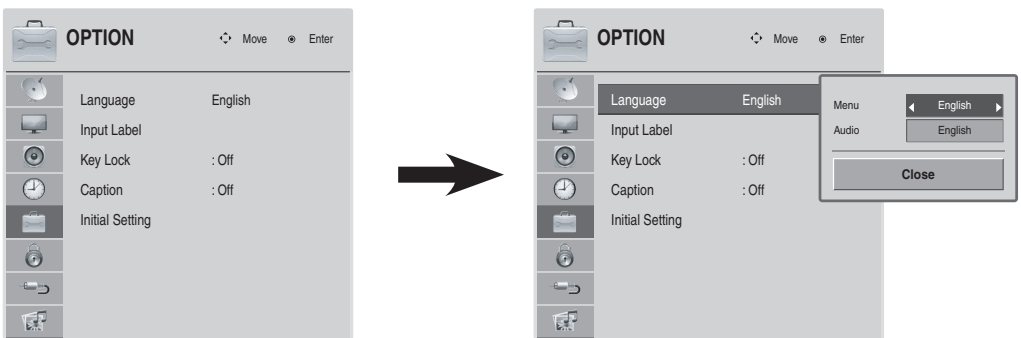 OPTION Move Enter
Language English
Input Label
Key Lock : Off
Caption : Off
Initial Setting
OPTION Move Enter
Language English
Input Label
Key Lock : Off
Caption : Off
Initial Setting
Menu English
Audio English
Close